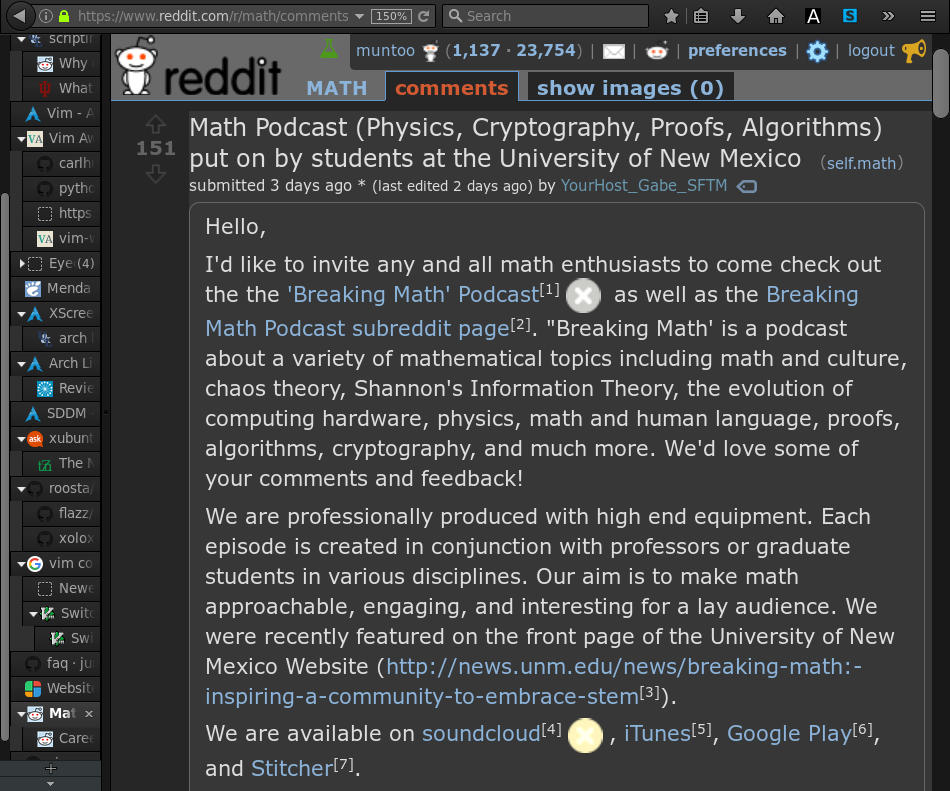 https://www.reddit.com/r/math/comments
150%
Search
A
S
scriptin
Why
What
Vim - A
VA Vim Aw
carlhu
pytho
https
VA vim-v
Eye (4)
Menda
XScree
arch
Arch Li
Revie
SDDM -
ask xubunt
The N
roosta/
flazz/
xolox
vim co
Newe
Switc
Swi
faq · ju
Website
Mat ×
Caree
reddit
muntoo (1,137 · 23,754) | | | preferences | | logout
MATH comments show images (0)
151
Math Podcast (Physics, Cryptography, Proofs, Algorithms)
put on by students at the University of New Mexico (self.math)
submitted 3 days ago * (last edited 2 days ago) by YourHost_Gabe_SFTM
Hello,
I'd like to invite any and all math enthusiasts to come check out
the the 'Breaking Math' Podcast[1] as well as the Breaking
Math Podcast subreddit page[2]. "Breaking Math' is a podcast
about a variety of mathematical topics including math and culture,
chaos theory, Shannon's Information Theory, the evolution of
computing hardware, physics, math and human language, proofs,
algorithms, cryptography, and much more. We'd love some of
your comments and feedback!
We are professionally produced with high end equipment. Each
episode is created in conjunction with professors or graduate
students in various disciplines. Our aim is to make math
approachable, engaging, and interesting for a lay audience. We
were recently featured on the front page of the University of New
Mexico Website (http://news.unm.edu/news/breaking-math:-
inspiring-a-community-to-embrace-stem[3]).
We are available on soundcloud[4] , iTunes[5], Google Play[6],
and Stitcher[7].